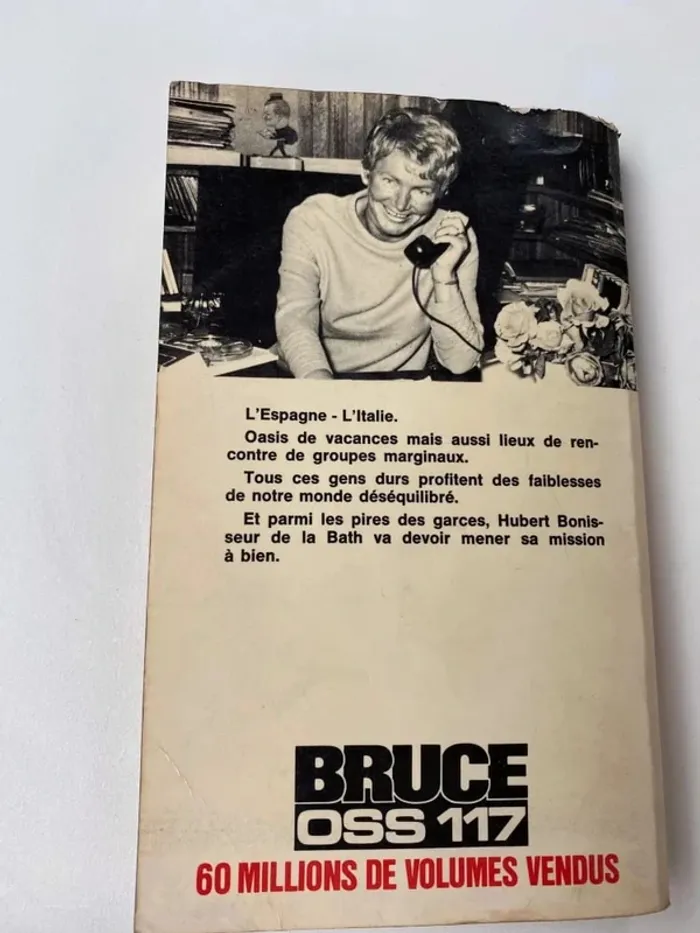 L'Espagne - L'Italie.
Oasis de vacances mais aussi lieux de ren-
contre de groupes marginaux.
Tous ces gens durs profitent des faiblesses
de notre monde déséquilibré.
Et parmi les pires des garces, Hubert Bonis-
seur de la Bath va devoir mener sa mission
à bien.
BRUCE
OSS 117
60 MILLIONS DE VOLUMES VENDUS